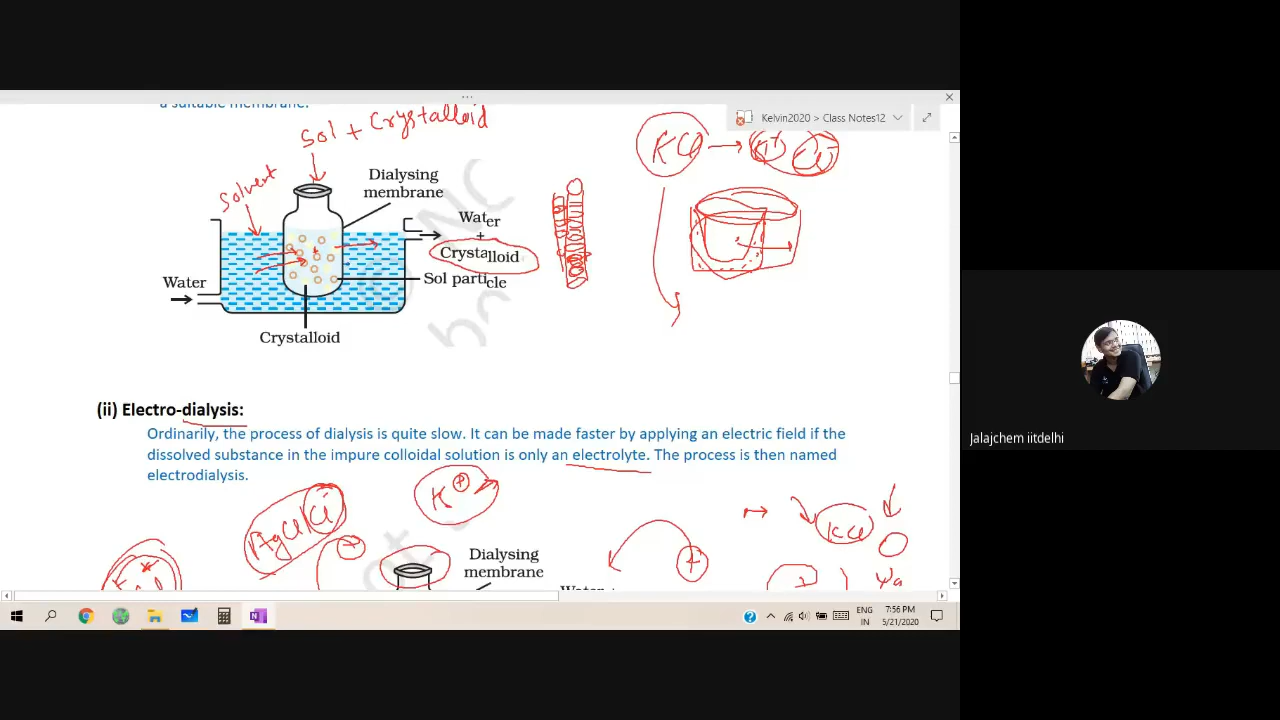 a suitable membrane.
Sol + Crystalloid
Kelvin2020 > Class Notes12
KCl → K+ Cl-
Dialysing
membrane
Solvent
Water
+
Crystalloid
Sol particle
Water
Crystalloid
(ii) Electro-dialysis:
Ordinarily, the process of dialysis is quite slow. It can be made faster by applying an electric field if the
dissolved substance in the impure colloidal solution is only an electrolyte. The process is then named
electrodialysis.
K+
AgCl Cl-
KCl
+
Dialysing
membrane
Water +
Jalajchem iitdelhi
ENG
IN
7:56 PM
5/21/2020